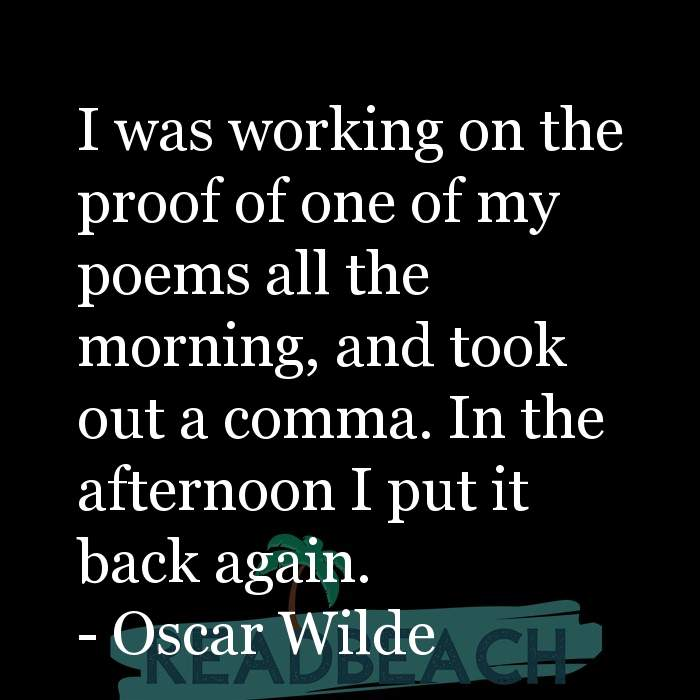 I was working on the
proof of one of my
poems all the
morning, and took
out a comma. In the
afternoon I put it
back again.
- Oscar Wilde
READBEACH